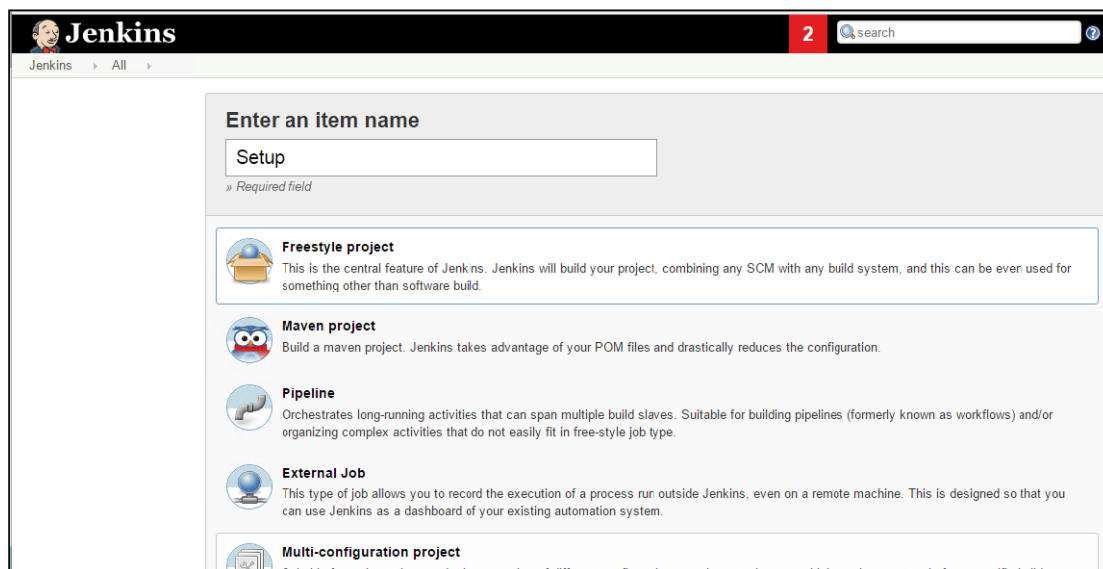 Jenkins
2
search
?
Jenkins
All
Enter an item name
Setup
» Required field
Freestyle project
This is the central feature of Jenkins. Jenkins will build your project, combining any SCM with any build system, and this can be even used for
something other than software build.
Maven project
Build a maven project. Jenkins takes advantage of your POM files and drastically reduces the configuration.
Pipeline
Orchestrates long-running activities that can span multiple build slaves. Suitable for building pipelines (formerly known as workflows) and/or
organizing complex activities that do not easily fit in free-style job type.
External Job
This type of job allows you to record the execution of a process run outside Jenkins, even on a remote machine. This is designed so that you
can use Jenkins as a dashboard of your existing automation system.
Multi-configuration project